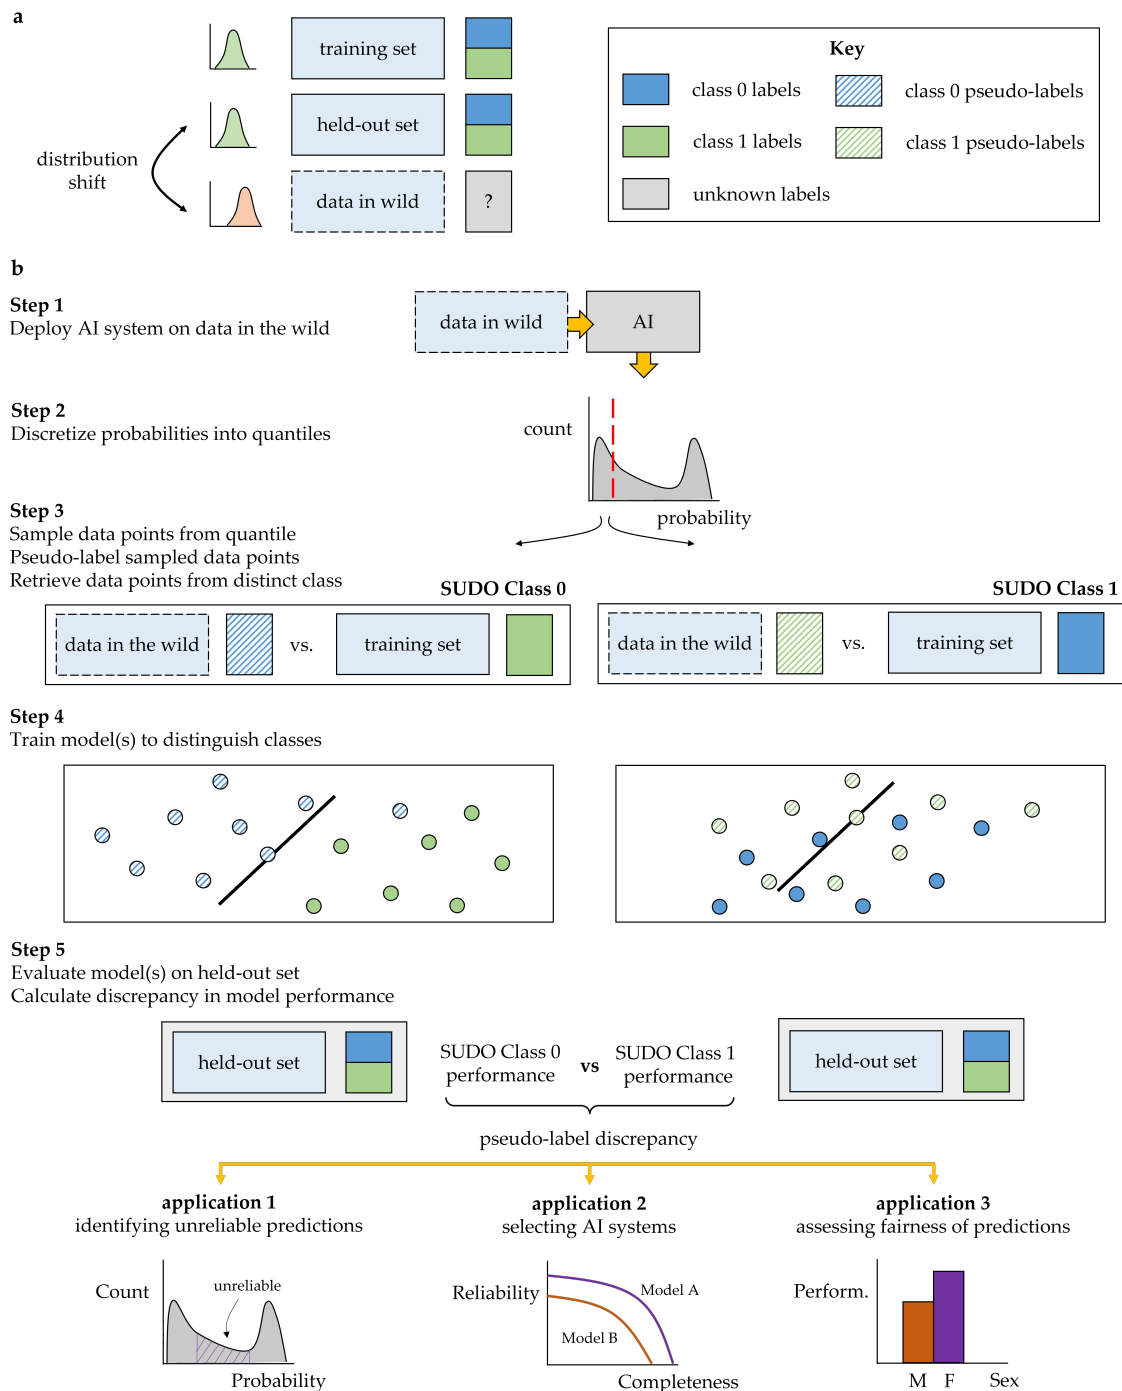 a
training set
held-out set
distribution
shift
data in wild
?
Key
class 0 labels
class 0 pseudo-labels
class 1 labels
class 1 pseudo-labels
unknown labels
b
Step 1
Deploy AI system on data in the wild
data in wild
AI
Step 2
Discretize probabilities into quantiles
count
probability
Step 3
Sample data points from quantile
Pseudo-label sampled data points
Retrieve data points from distinct class
SUDO Class 0
data in the wild
vs.
training set
SUDO Class 1
data in the wild
vs.
training set
Step 4
Train model(s) to distinguish classes
Step 5
Evaluate model(s) on held-out set
Calculate discrepancy in model performance
held-out set
SUDO Class 0
performance
vs
SUDO Class 1
performance
held-out set
pseudo-label discrepancy
application 1
identifying unreliable predictions
Count
unreliable
Probability
application 2
selecting AI systems
Reliability
Model A
Model B
Completeness
application 3
assessing fairness of predictions
Perform.
M
F
Sex